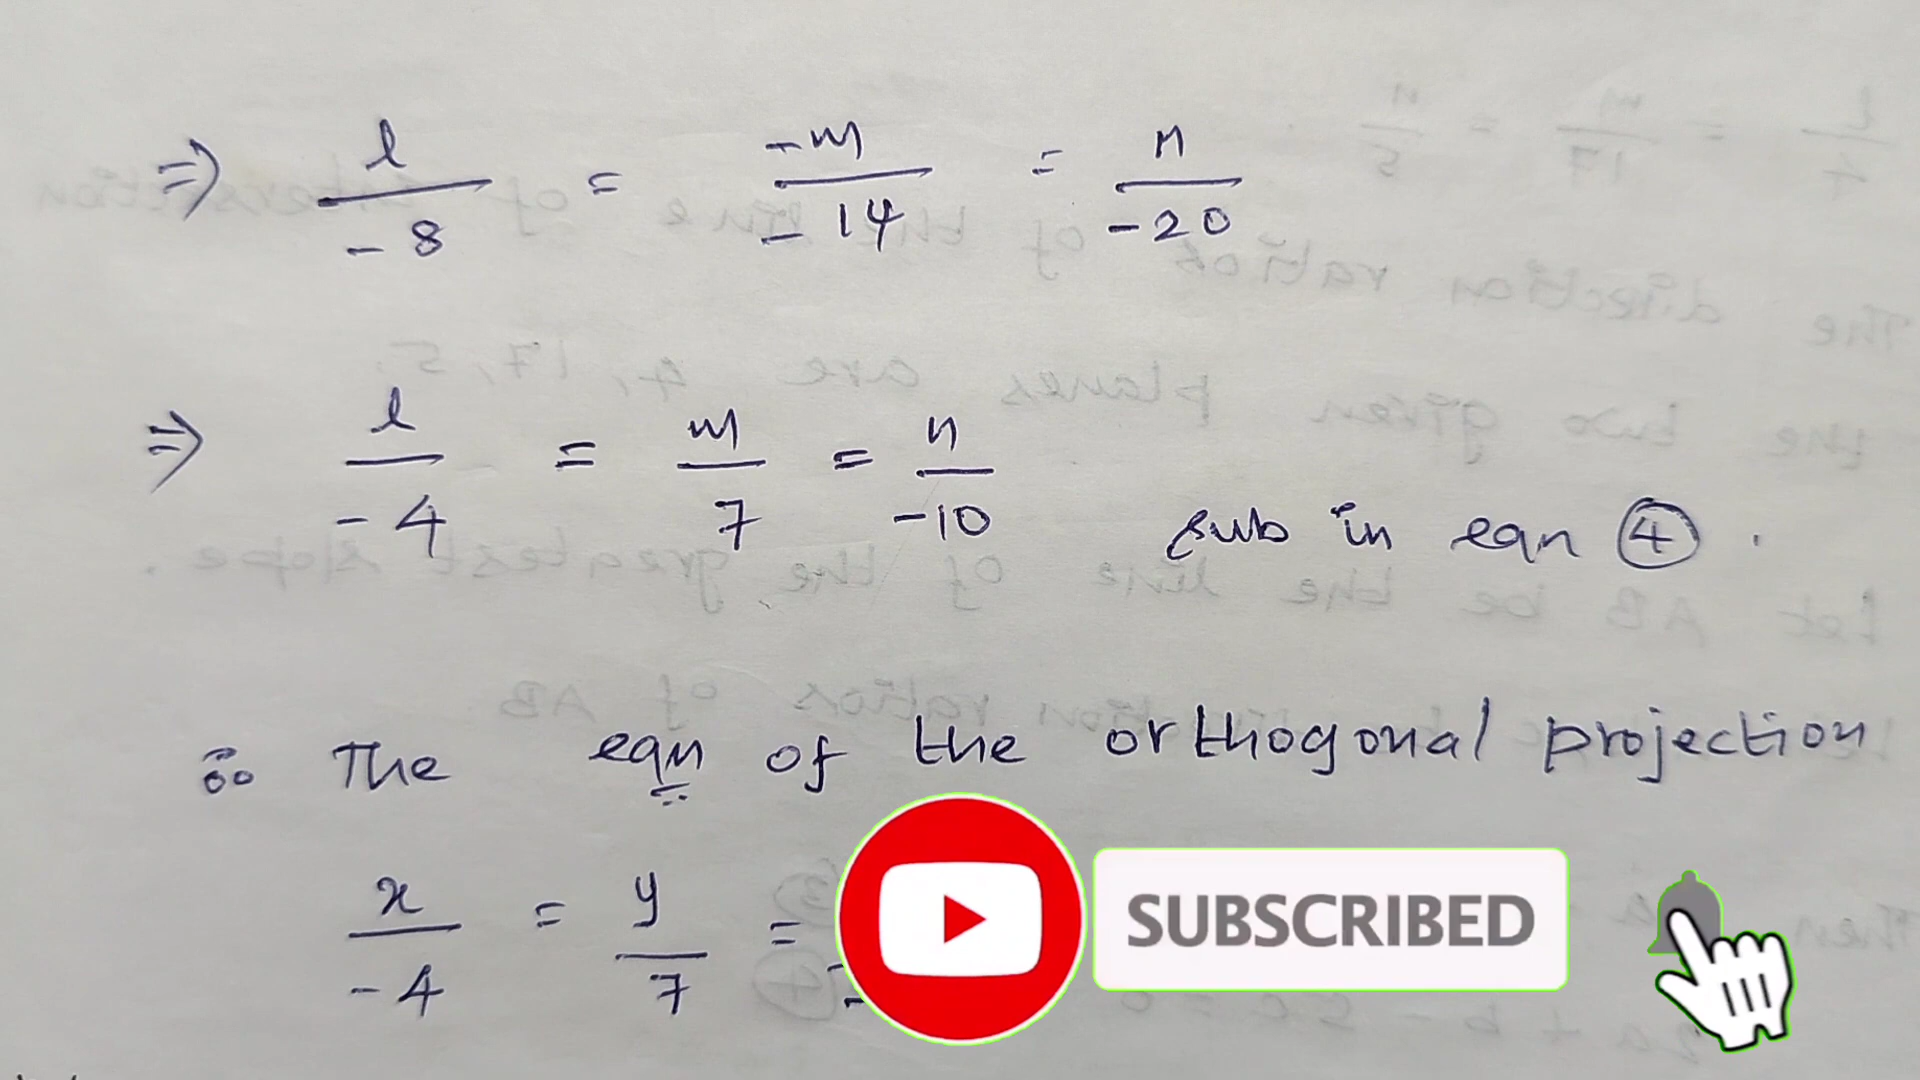 ⇒ l/-8 = -m/-14 = n/-20
⇒ l/-4 = m/7 = n/-10 sub in eqn ④ .
∴ The eqn of the orthogonal projection
x/-4 = y/7 =
SUBSCRIBED